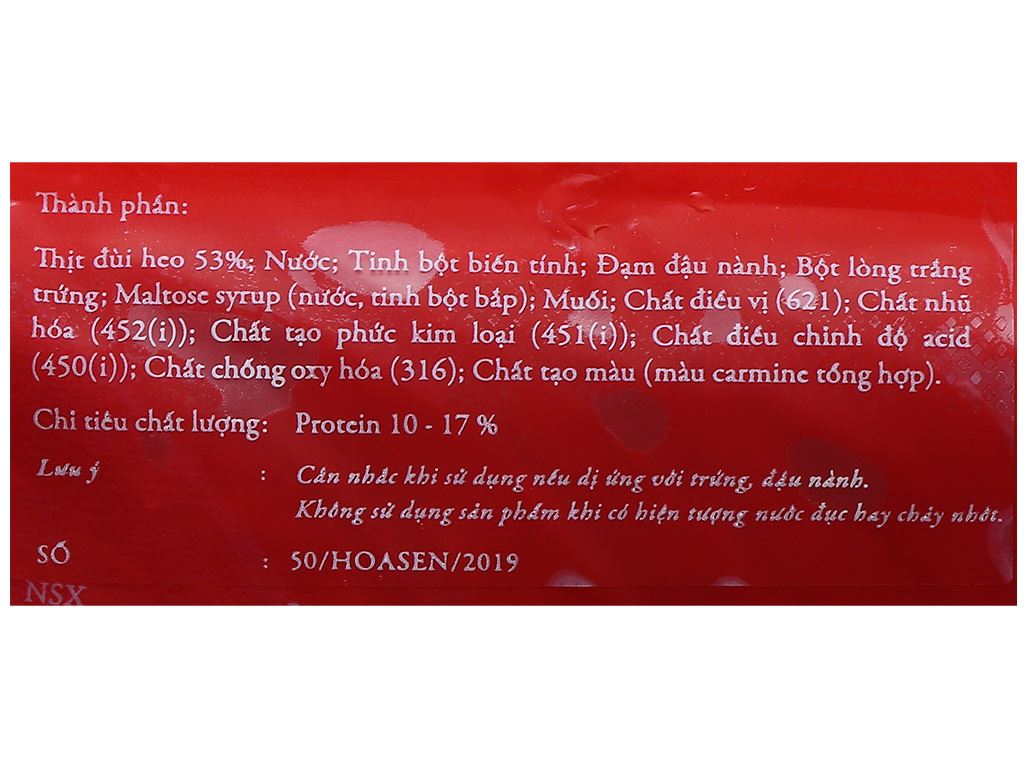 Thành phần:
Thịt đùi heo 53%; Nước; Tinh bột biến tính; Đạm đậu nành; Bột lòng trắng
trứng; Maltose syrup (nước, tinh bột bắp); Muối; Chất điều vị (621); Chất nhũ
hóa (452(i)); Chất tạo phức kim loại (451(i)); Chất điều chỉnh độ acid
(450(i)); Chất chống oxy hóa (316); Chất tạo màu (màu carmine tổng hợp).
Chỉ tiêu chất lượng: Protein 10 - 17 %
Lưu ý : Cân nhắc khi sử dụng nếu dị ứng với trứng, đậu nành.
Không sử dụng sản phẩm khi có hiện tượng nước đục hay chảy nhớt.
SỐ : 50/HOASEN/2019
NSX